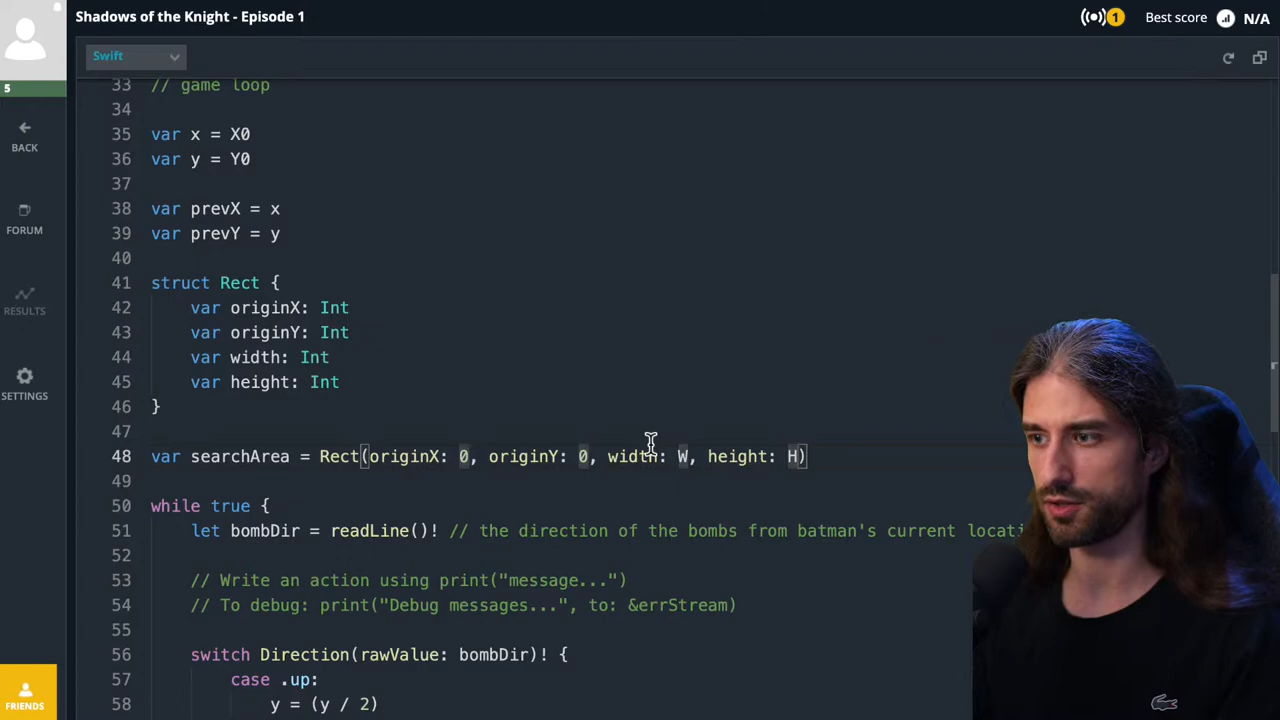 Shadows of the Knight - Episode 1
1
Best score
N/A
Swift
5
BACK
FORUM
RESULTS
SETTINGS
FRIENDS
33 // game loop
34
35 var x = X0
36 var y = Y0
37
38 var prevX = x
39 var prevY = y
40
41 struct Rect {
42 var originX: Int
43 var originY: Int
44 var width: Int
45 var height: Int
46 }
47
48 var searchArea = Rect(originX: 0, originY: 0, width: W, height: H)
49
50 while true {
51 let bombDir = readLine()! // the direction of the bombs from batman's current locati
52
53 // Write an action using print("message...")
54 // To debug: print("Debug messages...", to: &errStream)
55
56 switch Direction(rawValue: bombDir)! {
57 case .up:
58 y = (y / 2)